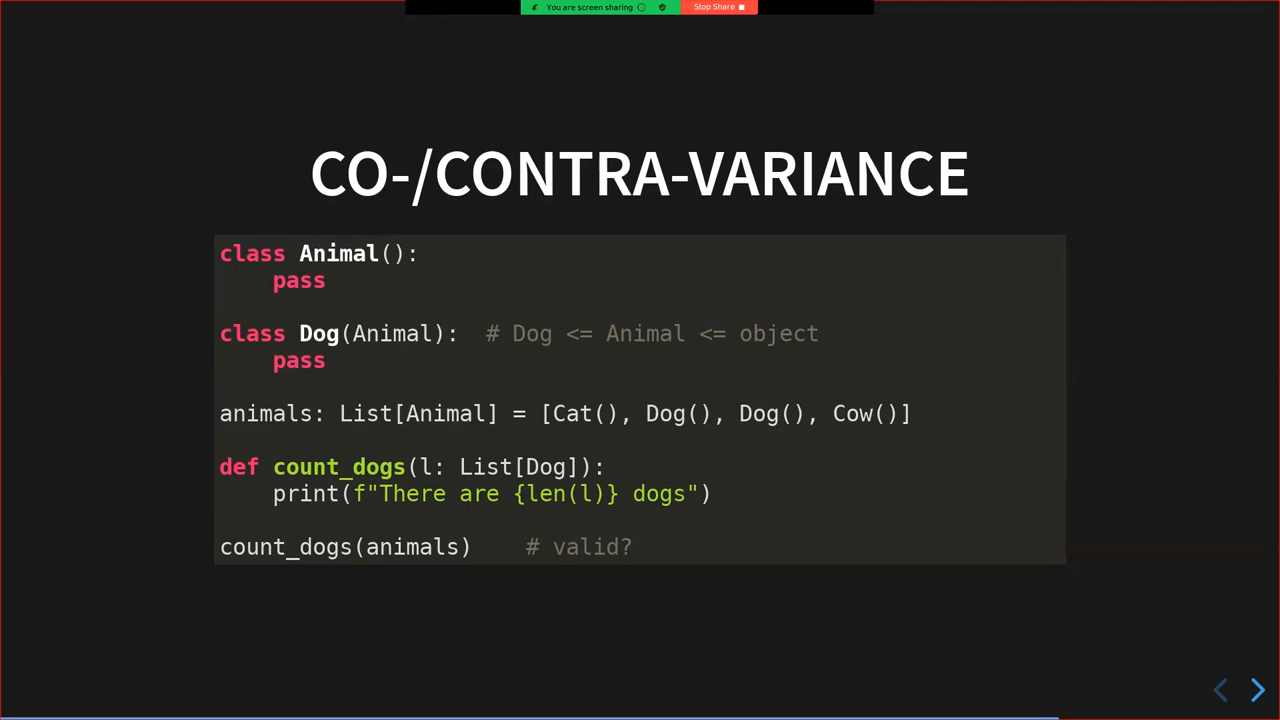 You are screen sharing
Stop Share
CO-/CONTRA-VARIANCE
class Animal():
    pass
class Dog(Animal):  # Dog <= Animal <= object
    pass
animals: List[Animal] = [Cat(), Dog(), Dog(), Cow()]
def count_dogs(l: List[Dog]):
    print(f"There are {len(l)} dogs")
count_dogs(animals)    # valid?